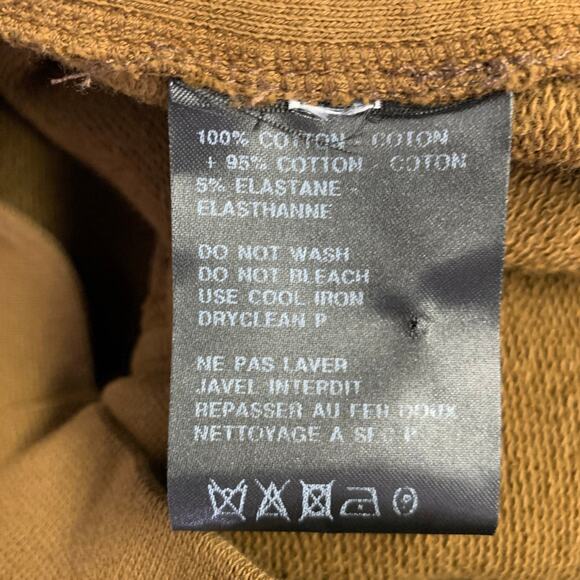 100% COTTON - COTON
+ 95% COTTON - COTON
5% ELASTANE -
ELASTHANNE
DO NOT WASH
DO NOT BLEACH
USE COOL IRON
DRYCLEAN P
NE PAS LAVER
JAVEL INTERDIT
REPASSER AU FER DOUX
NETTOYAGE A SEC P
P